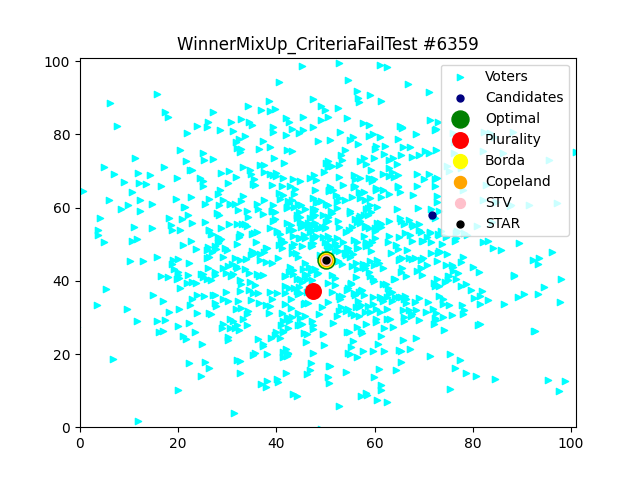 WinnerMixUp_CriteriaFailTest #6359
Voters
Candidates
Optimal
Plurality
Borda
Copeland
STV
STAR
100
80
60
40
20
0
0 20 40 60 80 100